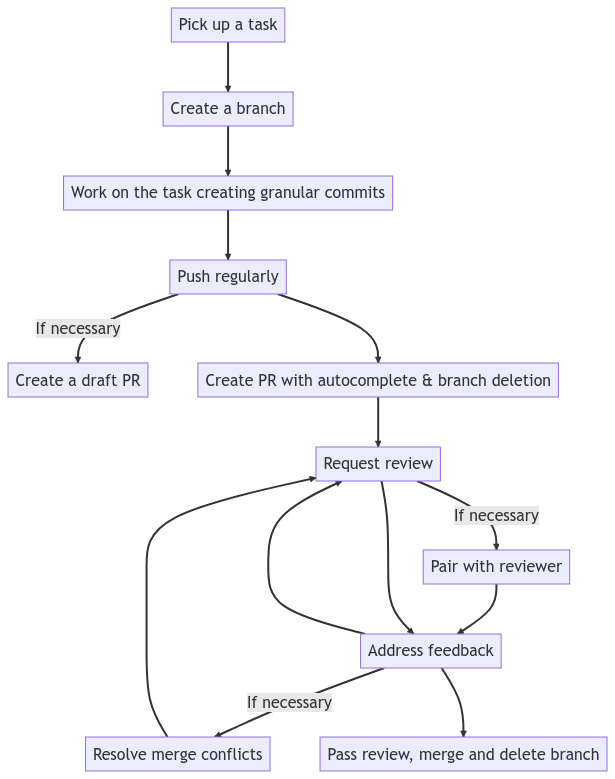 Pick up a task
Create a branch
Work on the task creating granular commits
Push regularly
If necessary
Create a draft PR
Create PR with autocomplete & branch deletion
Request review
If necessary
Pair with reviewer
Address feedback
If necessary
Resolve merge conflicts
Pass review, merge and delete branch